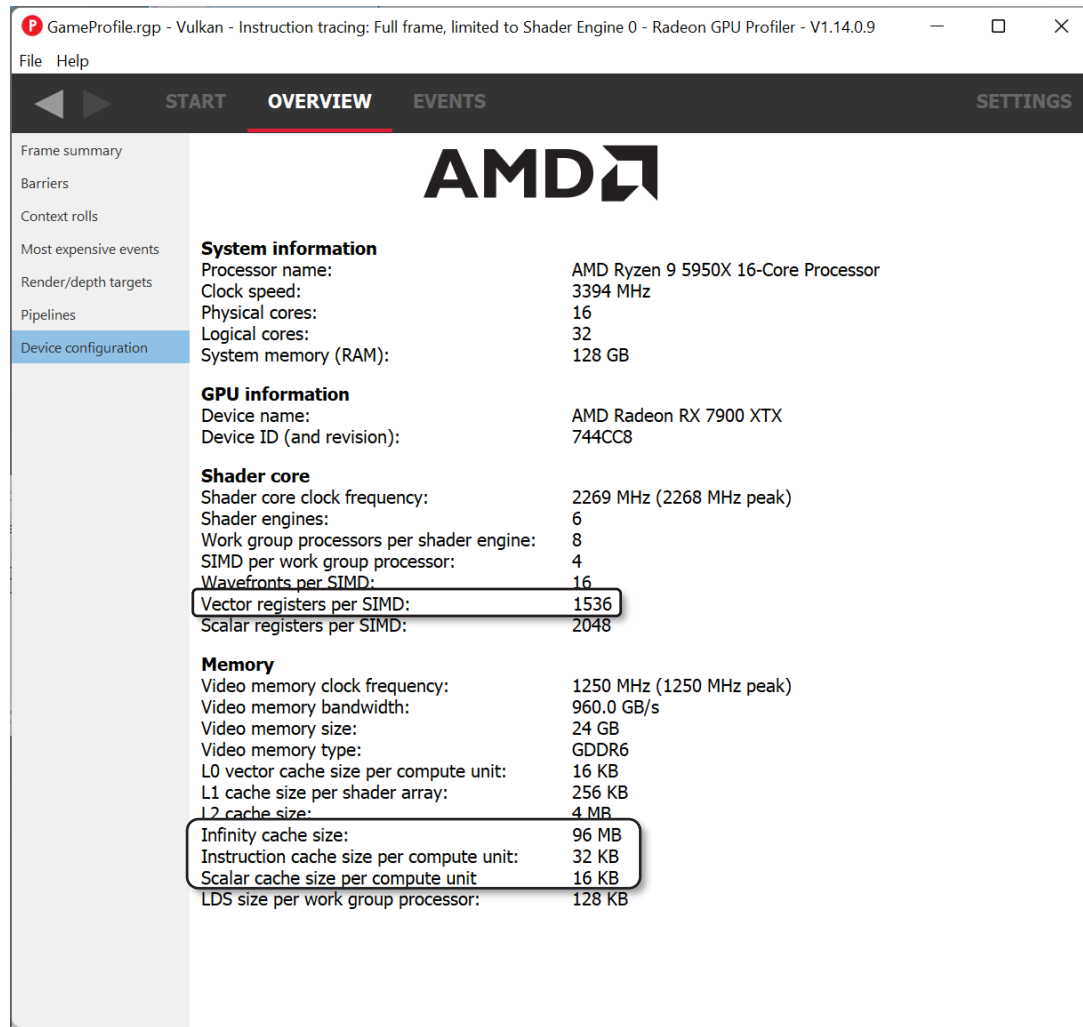 GameProfile.rgp - Vulkan - Instruction tracing: Full frame, limited to Shader Engine 0 - Radeon GPU Profiler - V1.14.0.9
File Help
START OVERVIEW EVENTS SETTINGS
Frame summary
Barriers
Context rolls
Most expensive events
Render/depth targets
Pipelines
Device configuration
AMD
System information
Processor name: AMD Ryzen 9 5950X 16-Core Processor
Clock speed: 3394 MHz
Physical cores: 16
Logical cores: 32
System memory (RAM): 128 GB
GPU information
Device name: AMD Radeon RX 7900 XTX
Device ID (and revision): 744CC8
Shader core
Shader core clock frequency: 2269 MHz (2268 MHz peak)
Shader engines: 6
Work group processors per shader engine: 8
SIMD per work group processor: 4
Wavefronts per SIMD: 16
Vector registers per SIMD: 1536
Scalar registers per SIMD: 2048
Memory
Video memory clock frequency: 1250 MHz (1250 MHz peak)
Video memory bandwidth: 960.0 GB/s
Video memory size: 24 GB
Video memory type: GDDR6
L0 vector cache size per compute unit: 16 KB
L1 cache size per shader array: 256 KB
L2 cache size: 4 MB
Infinity cache size: 96 MB
Instruction cache size per compute unit: 32 KB
Scalar cache size per compute unit 16 KB
LDS size per work group processor: 128 KB